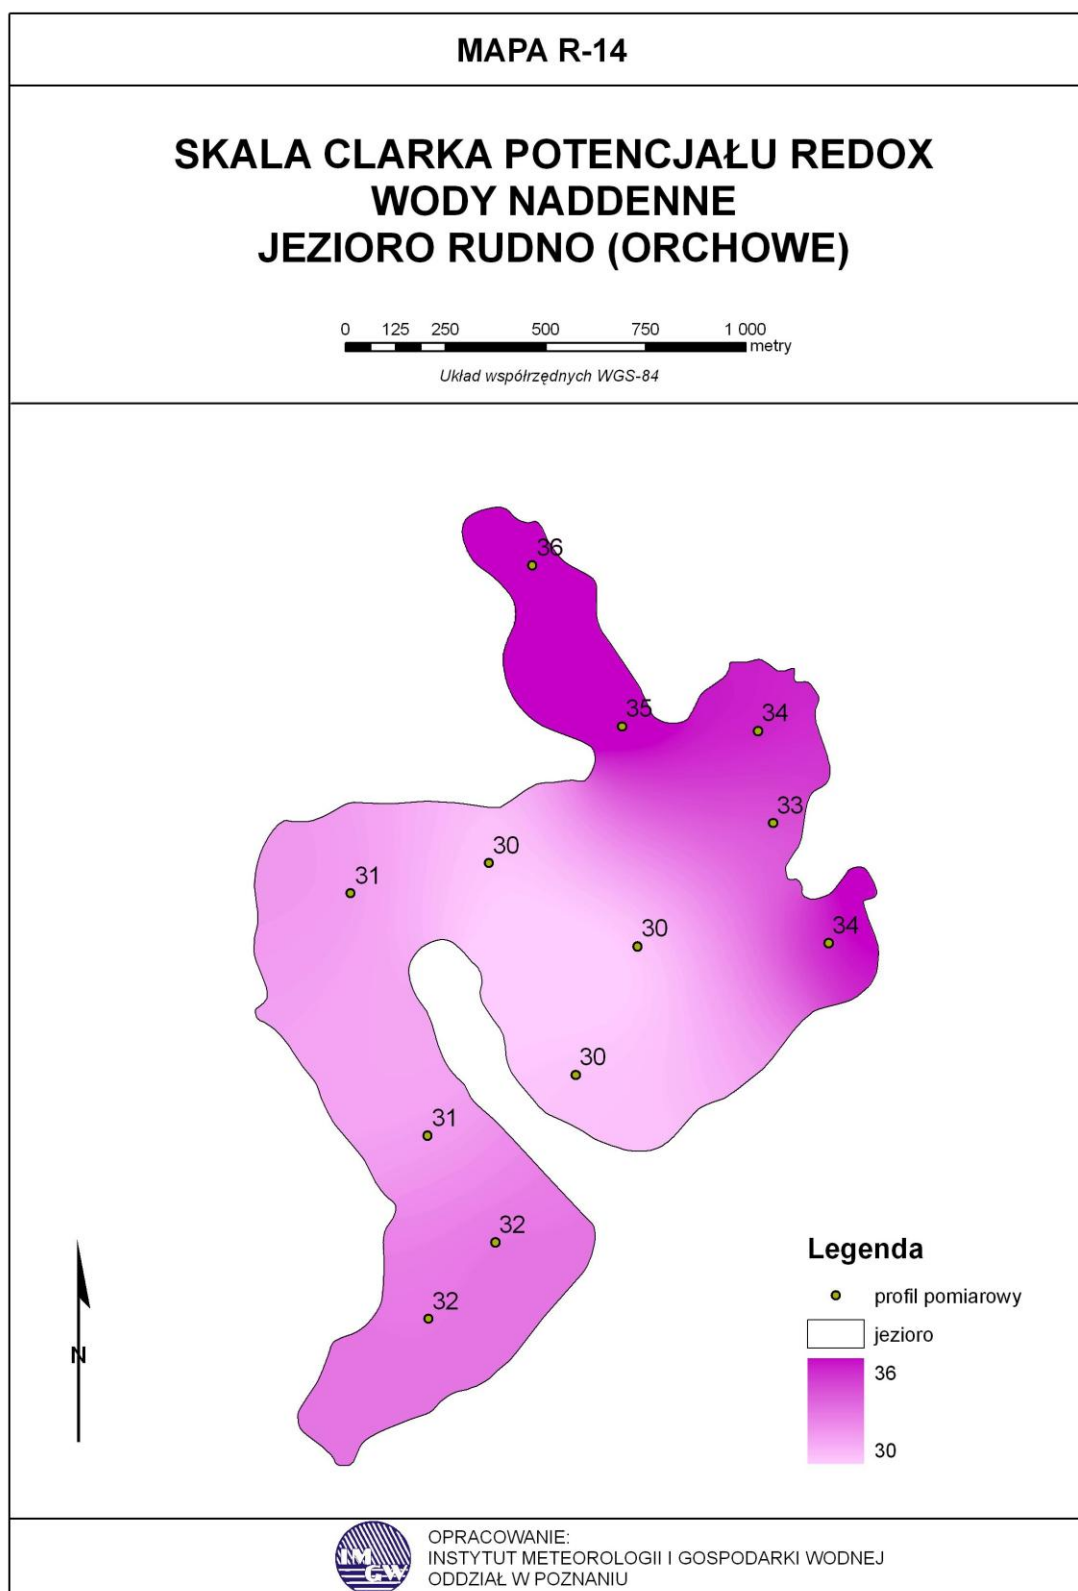 MAPA R-14
SKALA CLARKA POTENCJAŁU REDOX
WODY NADDENNE
JEZIORO RUDNO (ORCHOWE)
0 125 250 500 750 1 000
metry
Układ współrzędnych WGS-84
36
35
34
33
30
31
34
30
30
31
32
32
N
Legenda
profil pomiarowy
jezioro
36
30
IM
GW
OPRACOWANIE:
INSTYTUT METEOROLOGII I GOSPODARKI WODNEJ
ODDZIAŁ W POZNANIU